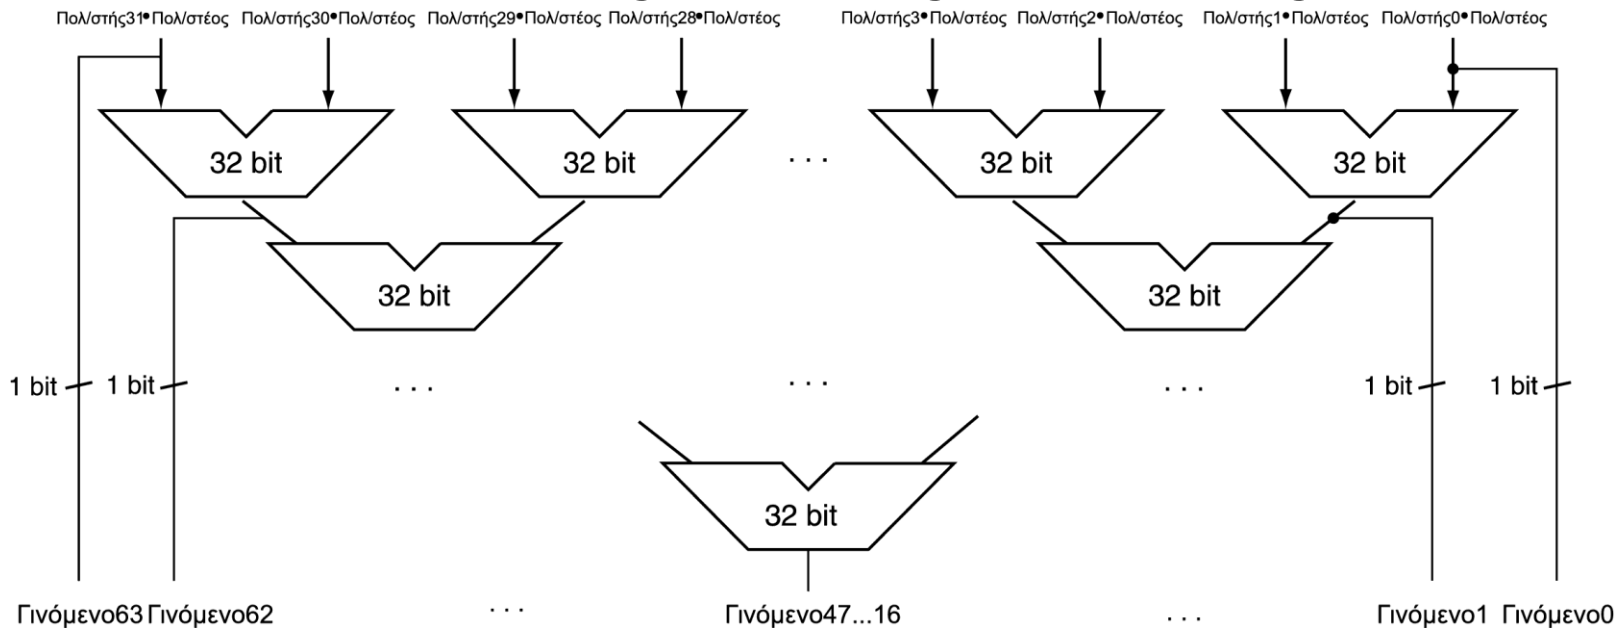 Πολ/στής31•Πολ/στέος Πολ/στής30•Πολ/στέος Πολ/στής29•Πολ/στέος Πολ/στής28•Πολ/στέος Πολ/στής3•Πολ/στέος Πολ/στής2•Πολ/στέος Πολ/στής1•Πολ/στέος Πολ/στής0•Πολ/στέος
32 bit 32 bit . . . 32 bit 32 bit
32 bit 32 bit
1 bit 1 bit . . . . . . . . . 1 bit 1 bit
32 bit
Γινόμενο63 Γινόμενο62 . . . Γινόμενο47...16 . . . Γινόμενο1 Γινόμενο0